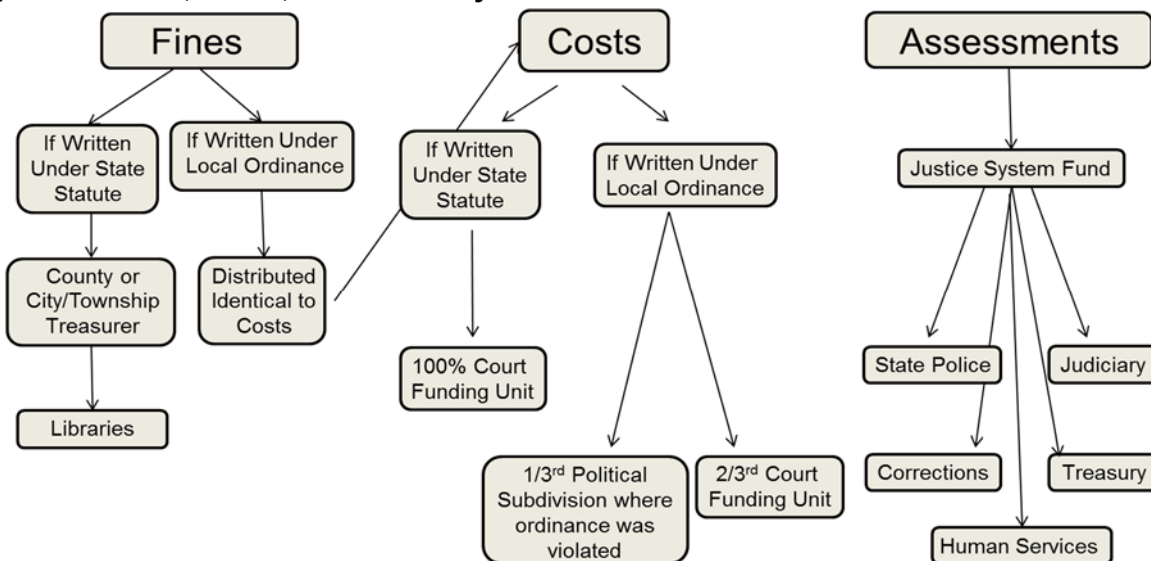 Fines
If Written
Under State
Statute
If Written Under
Local Ordinance
County or
City/Township
Treasurer
Distributed
Identical to
Costs
Libraries
Costs
If Written
Under State
Statute
If Written Under
Local Ordinance
100% Court
Funding Unit
1/3rd Political
Subdivision where
ordinance was
violated
2/3rd Court
Funding Unit
Assessments
Justice System Fund
State Police
Judiciary
Corrections
Treasury
Human Services